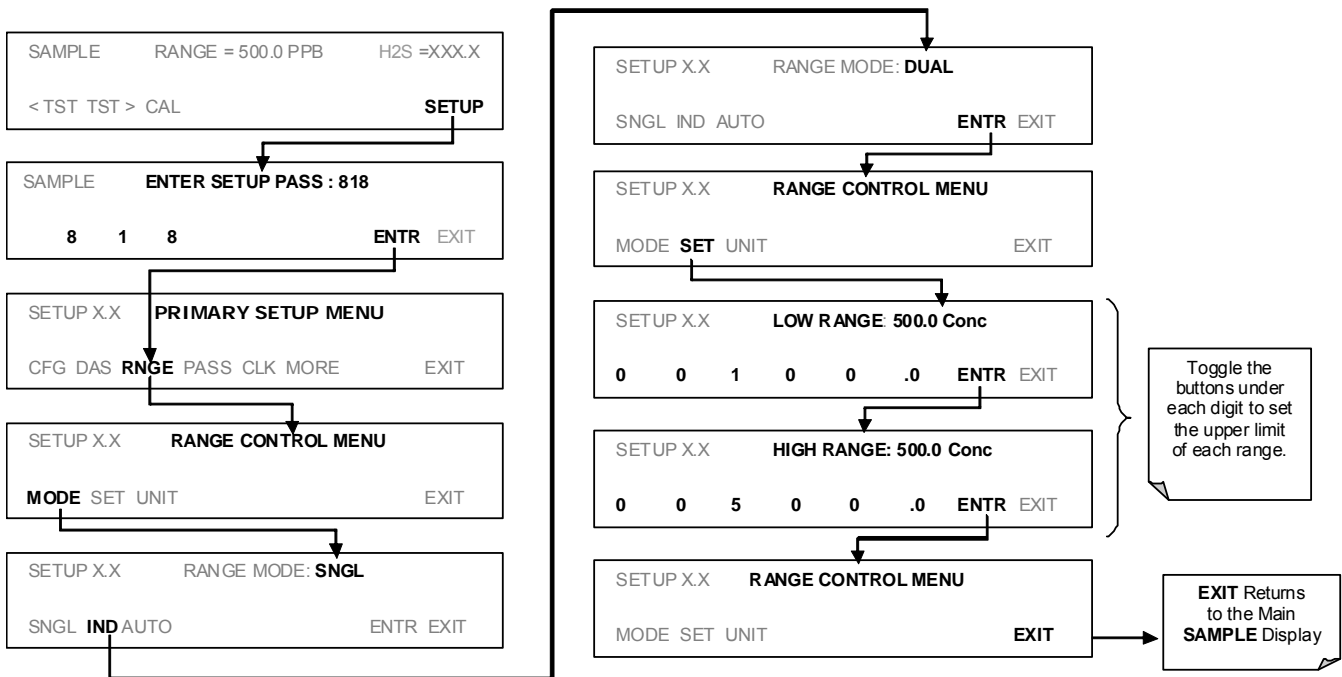 SAMPLE RANGE = 500.0 PPB H2S =XXX.X
< TST TST > CAL SETUP
SAMPLE ENTER SETUP PASS : 818
8 1 8 ENTR EXIT
SETUP X.X PRIMARY SETUP MENU
CFG DAS RNGE PASS CLK MORE EXIT
SETUP X.X RANGE CONTROL MENU
MODE SET UNIT EXIT
SETUP X.X RANGE MODE: SNGL
SNGL IND AUTO ENTR EXIT
SETUP X.X RANGE MODE: DUAL
SNGL IND AUTO ENTR EXIT
SETUP X.X RANGE CONTROL MENU
MODE SET UNIT EXIT
SETUP X.X LOW RANGE: 500.0 Conc
0 0 1 0 0 .0 ENTR EXIT
SETUP X.X HIGH RANGE: 500.0 Conc
0 0 5 0 0 .0 ENTR EXIT
Toggle the
buttons under
each digit to set
the upper limit
of each range.
SETUP X.X RANGE CONTROL MENU
MODE SET UNIT EXIT
EXIT Returns
to the Main
SAMPLE Display